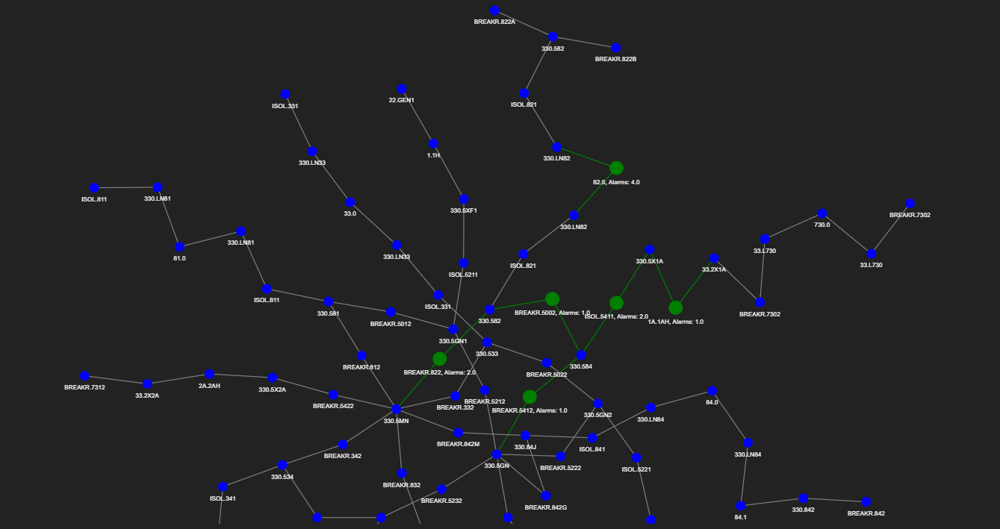 BREAKR.822A
330.582
BREAKR.822B
22.GEN1
ISOL.331
ISOL.821
1.1H
330.LN33
330.LN82
82.0, Alarms: 4.0
ISOL.811
330.LN81
33.0
330.5XF1
BREAKR.7302
730.0
330.LN82
330.LN81
33.L730
81.0
330.LN33
330.5X1A
ISOL.821
33.L730
33.2X1A
ISOL.5211
ISOL.811
ISOL.331
BREAKR.5002, Alarms: 1.0
ISOL.5411, Alarms: 2.0
1A.1AH, Alarms: 1.0
BREAKR.7302
330.581
BREAKR.5012
330.582
330.5GN1
330.533
330.584
BREAKR.812
BREAKR.822, Alarms: 2.0
BREAKR.5022
BREAKR.7312
33.2X2A
2A.2AH
330.5X2A
BREAKR.5422
BREAKR.332
BREAKR.5212
BREAKR.5412, Alarms: 1.0
330.5GN2
84.0
330.5MN
330.LN84
BREAKR.842M
330.84J
ISOL.841
BREAKR.342
330.LN84
330.5GN
BREAKR.5222
ISOL.5221
330.534
BREAKR.832
ISOL.341
BREAKR.5232
BREAKR.842G
84.1
330.842
BREAKR.842